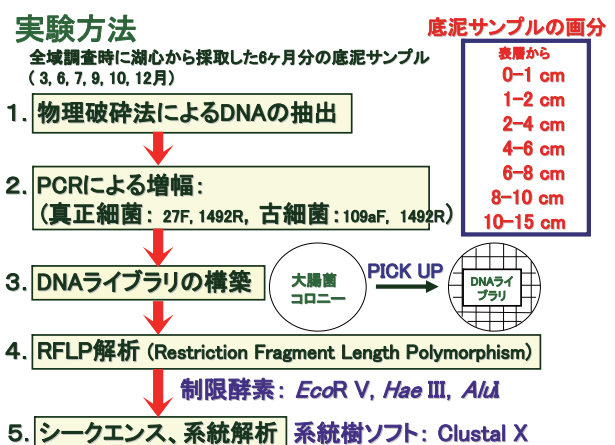 実験方法
全域調査時に湖心から採取した6ヶ月分の底泥サンプル
( 3, 6, 7, 9, 10, 12月)
底泥サンプルの画分
表層から
0−1 cm
1−2 cm
2−4 cm
4−6 cm
6−8 cm
8−10 cm
10−15 cm
1. 物理破砕法によるDNAの抽出
2. PCRによる増幅：
（真正細菌： 27F, 1492R, 古細菌：109aF, 1492R）
3. DNAライブラリの構築
大腸菌
コロニー
PICK UP
DNAライ
ブラリ
4. RFLP解析 (Restriction Fragment Length Polymorphism)
制限酵素： EcoR V, Hae III, AluI
5. シークエンス、系統解析 系統樹ソフト： Clustal X